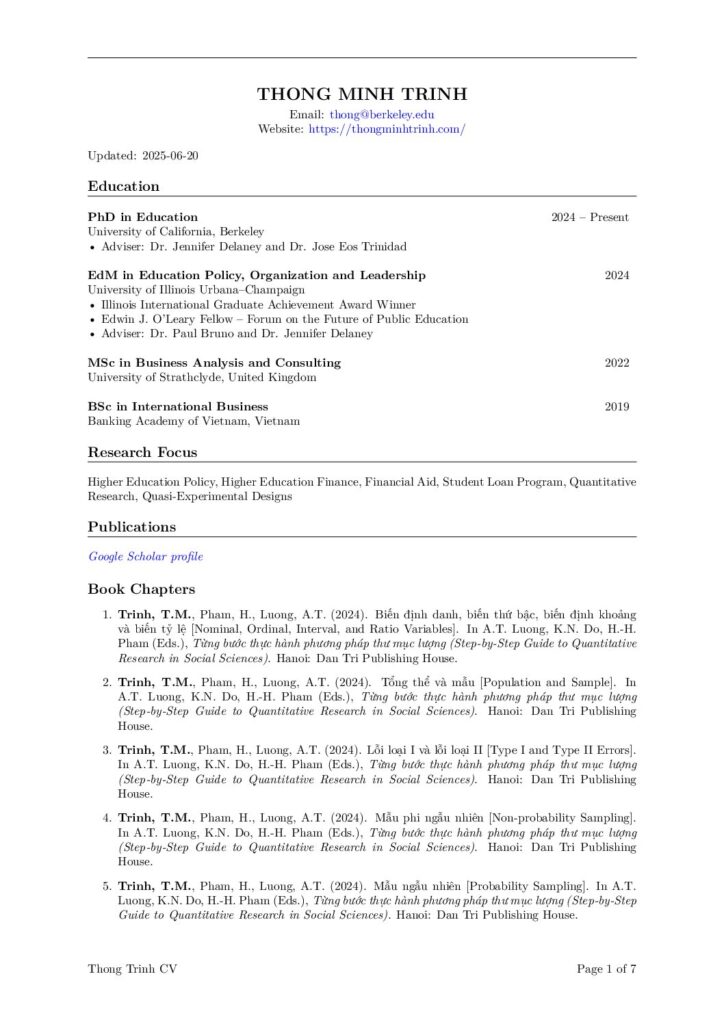 THONG MINH TRINH
Email: thong@berkeley.edu
Website: https://thongminhtrinh.com/
Updated: 2025-06-20
Education
PhD in Education 2024 – Present
University of California, Berkeley
• Adviser: Dr. Jennifer Delaney and Dr. Jose Eos Trinidad
EdM in Education Policy, Organization and Leadership 2024
University of Illinois Urbana–Champaign
• Illinois International Graduate Achievement Award Winner
• Edwin J. O'Leary Fellow – Forum on the Future of Public Education
• Adviser: Dr. Paul Bruno and Dr. Jennifer Delaney
MSc in Business Analysis and Consulting 2022
University of Strathclyde, United Kingdom
BSc in International Business 2019
Banking Academy of Vietnam, Vietnam
Research Focus
Higher Education Policy, Higher Education Finance, Financial Aid, Student Loan Program, Quantitative
Research, Quasi-Experimental Designs
Publications
Google Scholar profile
Book Chapters
1. Trinh, T.M., Pham, H., Luong, A.T. (2024). Biến định danh, biến thứ bậc, biến định khoảng
và biến tỷ lệ [Nominal, Ordinal, Interval, and Ratio Variables]. In A.T. Luong, K.N. Do, H.-H.
Pham (Eds.), Từng bước thực hành phương pháp thư mục lượng (Step-by-Step Guide to Quantitative
Research in Social Sciences). Hanoi: Dan Tri Publishing House.
2. Trinh, T.M., Pham, H., Luong, A.T. (2024). Tổng thể và mẫu [Population and Sample]. In
A.T. Luong, K.N. Do, H.-H. Pham (Eds.), Từng bước thực hành phương pháp thư mục lượng
(Step-by-Step Guide to Quantitative Research in Social Sciences). Hanoi: Dan Tri Publishing
House.
3. Trinh, T.M., Pham, H., Luong, A.T. (2024). Lỗi loại I và lỗi loại II [Type I and Type II Errors].
In A.T. Luong, K.N. Do, H.-H. Pham (Eds.), Từng bước thực hành phương pháp thư mục lượng
(Step-by-Step Guide to Quantitative Research in Social Sciences). Hanoi: Dan Tri Publishing
House.
4. Trinh, T.M., Pham, H., Luong, A.T. (2024). Mẫu phi ngẫu nhiên [Non-probability Sampling].
In A.T. Luong, K.N. Do, H.-H. Pham (Eds.), Từng bước thực hành phương pháp thư mục lượng
(Step-by-Step Guide to Quantitative Research in Social Sciences). Hanoi: Dan Tri Publishing
House.
5. Trinh, T.M., Pham, H., Luong, A.T. (2024). Mẫu ngẫu nhiên [Probability Sampling]. In A.T.
Luong, K.N. Do, H.-H. Pham (Eds.), Từng bước thực hành phương pháp thư mục lượng (Step-by-Step
Guide to Quantitative Research in Social Sciences). Hanoi: Dan Tri Publishing House.
Thong Trinh CV Page 1 of 7